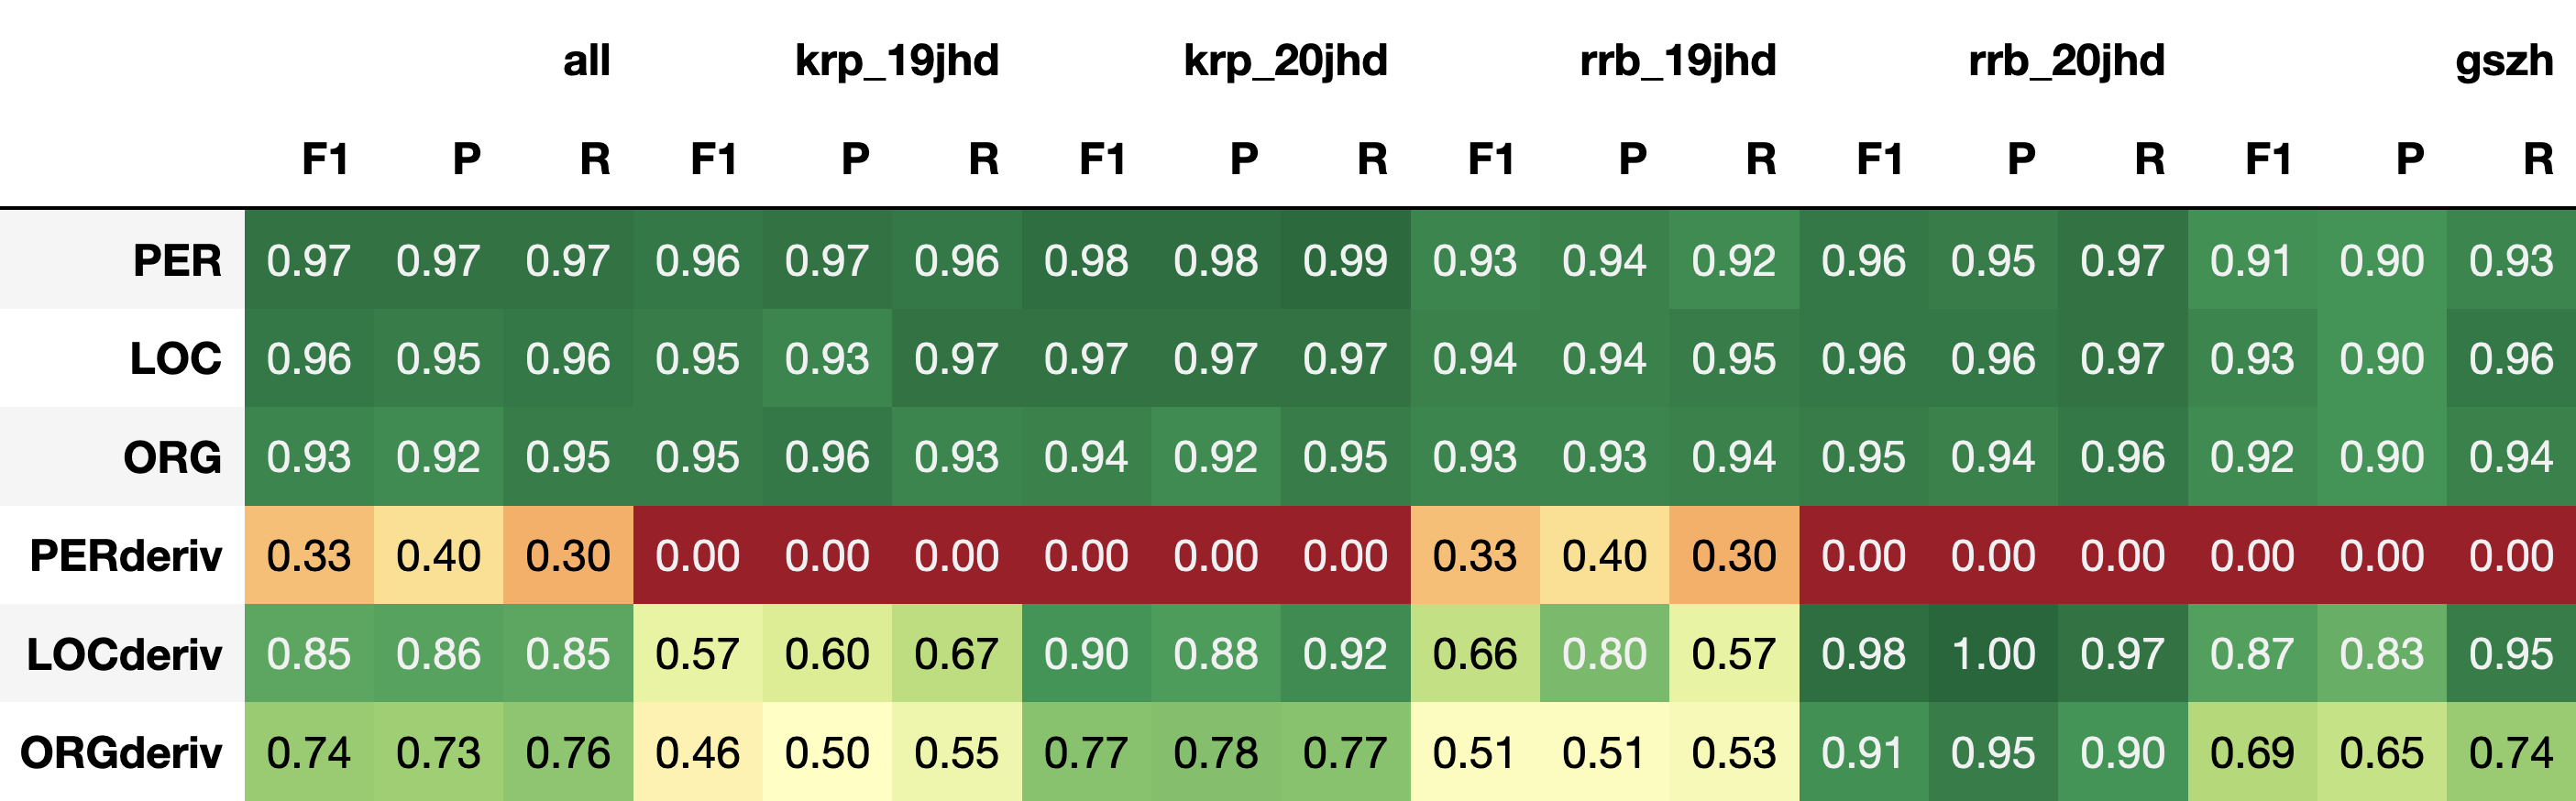 all krp_19jhd krp_20jhd rrb_19jhd rrb_20jhd gszh
F1 P R F1 P R F1 P R F1 P R F1 P R F1 P R
PER 0.97 0.97 0.97 0.96 0.97 0.96 0.98 0.98 0.99 0.93 0.94 0.92 0.96 0.95 0.97 0.91 0.90 0.93
LOC 0.96 0.95 0.96 0.95 0.93 0.97 0.97 0.97 0.97 0.94 0.94 0.95 0.96 0.96 0.97 0.93 0.90 0.96
ORG 0.93 0.92 0.95 0.95 0.96 0.93 0.94 0.92 0.95 0.93 0.93 0.94 0.95 0.94 0.96 0.92 0.90 0.94
PERderiv 0.33 0.40 0.30 0.00 0.00 0.00 0.00 0.00 0.00 0.33 0.40 0.30 0.00 0.00 0.00 0.00 0.00 0.00
LOCderiv 0.85 0.86 0.85 0.57 0.60 0.67 0.90 0.88 0.92 0.66 0.80 0.57 0.98 1.00 0.97 0.87 0.83 0.95
ORGderiv 0.74 0.73 0.76 0.46 0.50 0.55 0.77 0.78 0.77 0.51 0.51 0.53 0.91 0.95 0.90 0.69 0.65 0.74